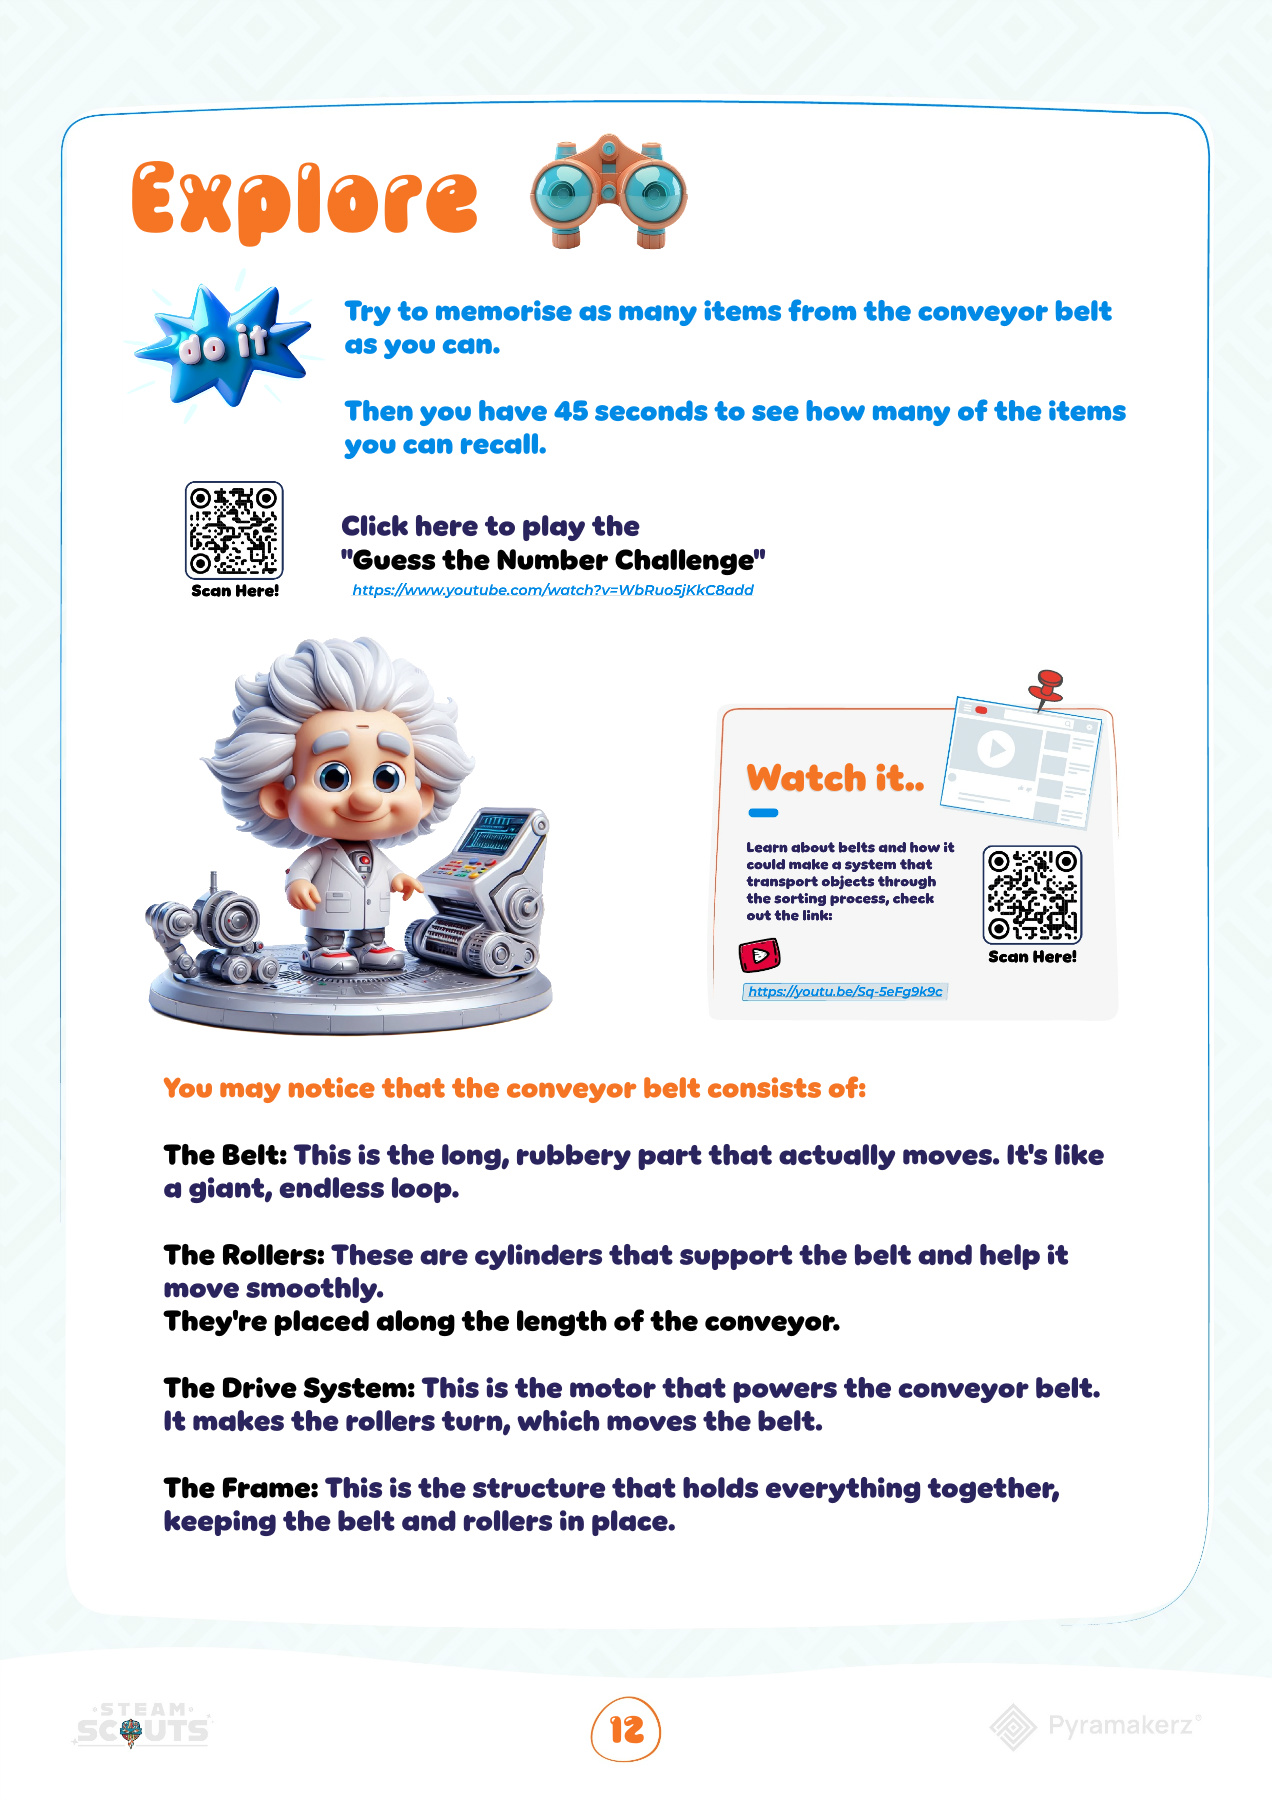 Explore
do it
Try to memorise as many items from the conveyor belt
as you can.
Then you have 45 seconds to see how many of the items
you can recall.
Scan Here!
Click here to play the
"Guess the Number Challenge"
https://www.youtube.com/watch?v=WbRuo5jKkC8add
Watch it..
Learn about belts and how it
could make a system that
transport objects through
the sorting process, check
out the link:
https://youtu.be/Sq-5eFg9k9c
Scan Here!
You may notice that the conveyor belt consists of:
The Belt: This is the long, rubbery part that actually moves. It's like
a giant, endless loop.
The Rollers: These are cylinders that support the belt and help it
move smoothly.
They're placed along the length of the conveyor.
The Drive System: This is the motor that powers the conveyor belt.
It makes the rollers turn, which moves the belt.
The Frame: This is the structure that holds everything together,
keeping the belt and rollers in place.
STEAM
SCOUTS
12
Pyramakerz